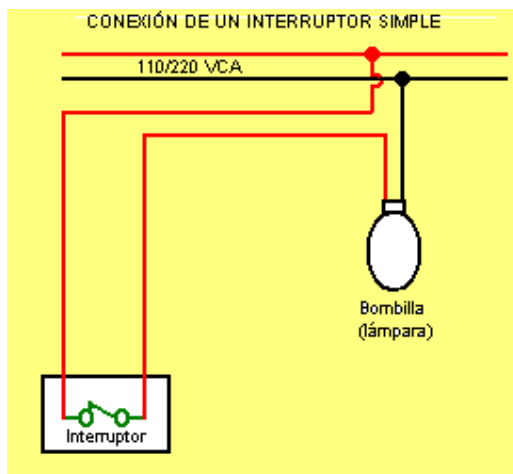 CONEXIÓN DE UN INTERRUPTOR SIMPLE
110/220 VCA
Bombilla
(lámpara)
Interruptor